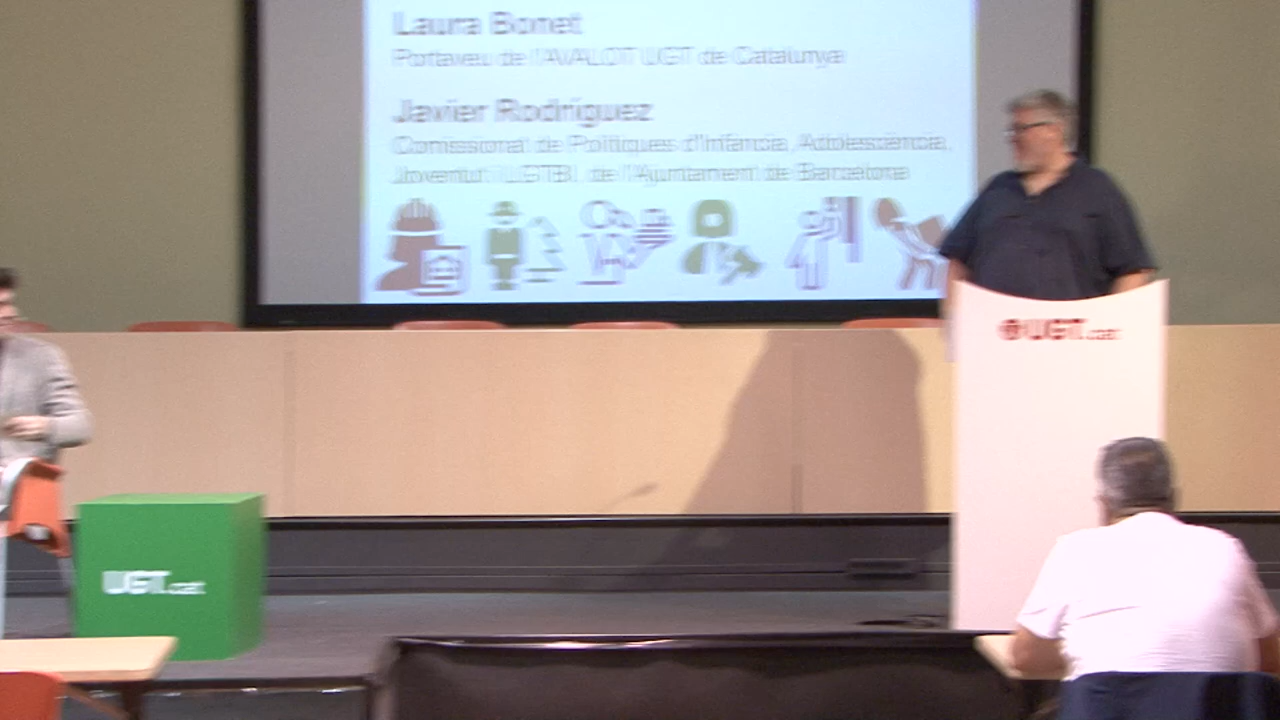 Laura Bonet
Portaveu de l'AVALOT UGT de Catalunya
Javier Rodríguez
Comissionat de Polítiques d'Infància, Adolescència,
Joventut i LGTBI de l'Ajuntament de Barcelona
UGT.cat
UGT.cat